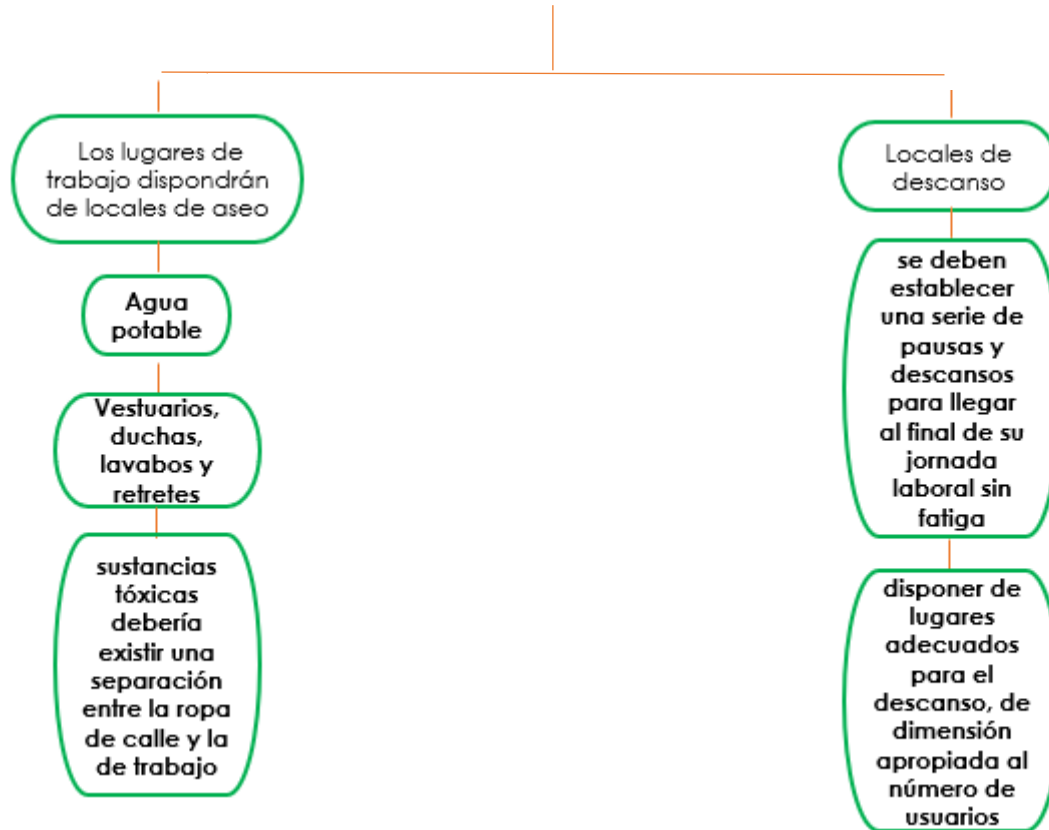 Los lugares de
trabajo dispondrán
de locales de aseo
Agua
potable
Vestuarios,
duchas,
lavabos y
retretes
sustancias
tóxicas
debería
existir una
separación
entre la ropa
de calle y la
de trabajo
Locales de
descanso
se deben
establecer
una serie de
pausas y
descansos
para llegar
al final de su
jornada
laboral sin
fatiga
disponer de
lugares
adecuados
para el
descanso, de
dimensión
apropiada al
número de
usuarios